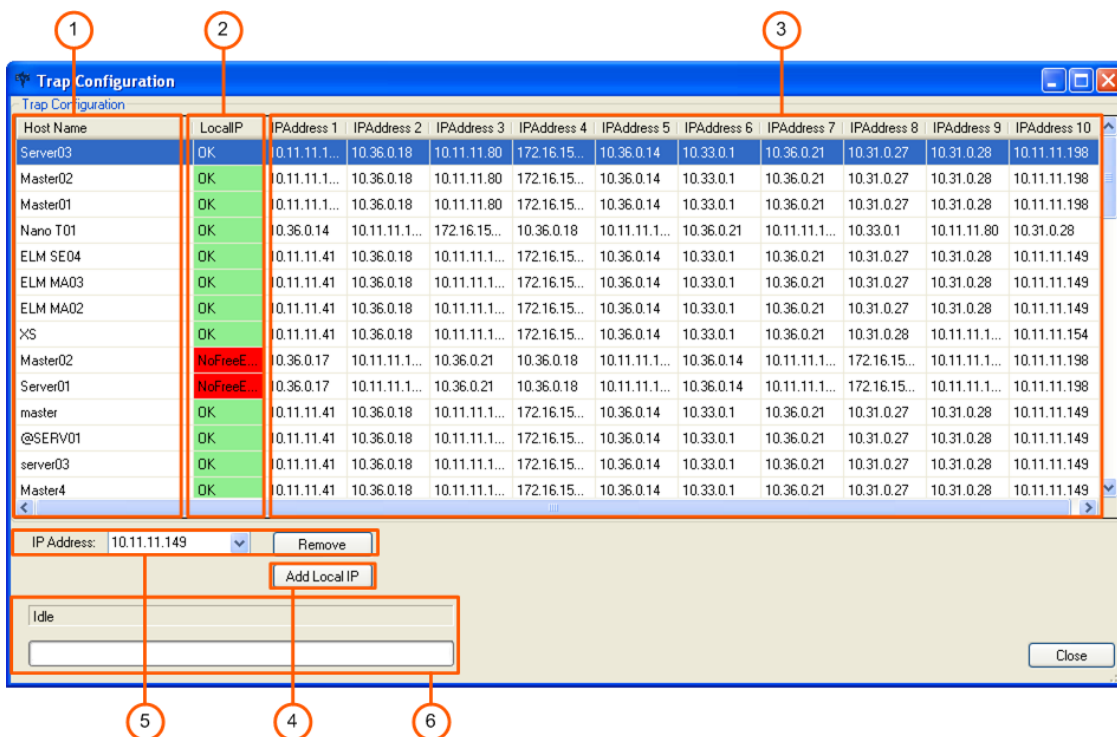 1 2 3
Trap Configuration
Trap Configuration
Host Name LocalIP IPAddress 1 IPAddress 2 IPAddress 3 IPAddress 4 IPAddress 5 IPAddress 6 IPAddress 7 IPAddress 8 IPAddress 9 IPAddress 10
Server03 OK 10.11.11.1... 10.36.0.18 10.11.11.80 172.16.15... 10.36.0.14 10.33.0.1 10.36.0.21 10.31.0.27 10.31.0.28 10.11.11.198
Master02 OK 10.11.11.1... 10.36.0.18 10.11.11.80 172.16.15... 10.36.0.14 10.33.0.1 10.36.0.21 10.31.0.27 10.31.0.28 10.11.11.198
Master01 OK 10.11.11.1... 10.36.0.18 10.11.11.80 172.16.15... 10.36.0.14 10.33.0.1 10.36.0.21 10.31.0.27 10.31.0.28 10.11.11.198
Nano T01 OK 10.36.0.14 10.11.11.1... 172.16.15... 10.36.0.18 10.11.11.1... 10.36.0.21 10.11.11.1... 10.33.0.1 10.11.11.80 10.31.0.28
ELM SE04 OK 10.11.11.41 10.36.0.18 10.11.11.1... 172.16.15... 10.36.0.14 10.33.0.1 10.36.0.21 10.31.0.27 10.31.0.28 10.11.11.149
ELM MA03 OK 10.11.11.41 10.36.0.18 10.11.11.1... 172.16.15... 10.36.0.14 10.33.0.1 10.36.0.21 10.31.0.27 10.31.0.28 10.11.11.149
ELM MA02 OK 10.11.11.41 10.36.0.18 10.11.11.1... 172.16.15... 10.36.0.14 10.33.0.1 10.36.0.21 10.31.0.27 10.31.0.28 10.11.11.149
XS OK 10.11.11.41 10.36.0.18 10.11.11.1... 172.16.15... 10.36.0.14 10.33.0.1 10.36.0.21 10.31.0.28 10.11.11.1... 10.11.11.154
Master02 NoFreeE... 10.36.0.17 10.11.11.1... 10.36.0.21 10.36.0.18 10.11.11.1... 10.36.0.14 10.11.11.1... 172.16.15... 10.11.11.1... 10.11.11.198
Server01 NoFreeE... 10.36.0.17 10.11.11.1... 10.36.0.21 10.36.0.18 10.11.11.1... 10.36.0.14 10.11.11.1... 172.16.15... 10.11.11.1... 10.11.11.198
master OK 10.11.11.41 10.36.0.18 10.11.11.1... 172.16.15... 10.36.0.14 10.33.0.1 10.36.0.21 10.31.0.27 10.31.0.28 10.11.11.149
@SERV01 OK 10.11.11.41 10.36.0.18 10.11.11.1... 172.16.15... 10.36.0.14 10.33.0.1 10.36.0.21 10.31.0.27 10.31.0.28 10.11.11.149
server03 OK 10.11.11.41 10.36.0.18 10.11.11.1... 172.16.15... 10.36.0.14 10.33.0.1 10.36.0.21 10.31.0.27 10.31.0.28 10.11.11.149
Master4 OK 10.11.11.41 10.36.0.18 10.11.11.1... 172.16.15... 10.36.0.14 10.33.0.1 10.36.0.21 10.31.0.27 10.31.0.28 10.11.11.149
IP Address: 10.11.11.149 Remove
Add Local IP
Idle
Close
5 4 6